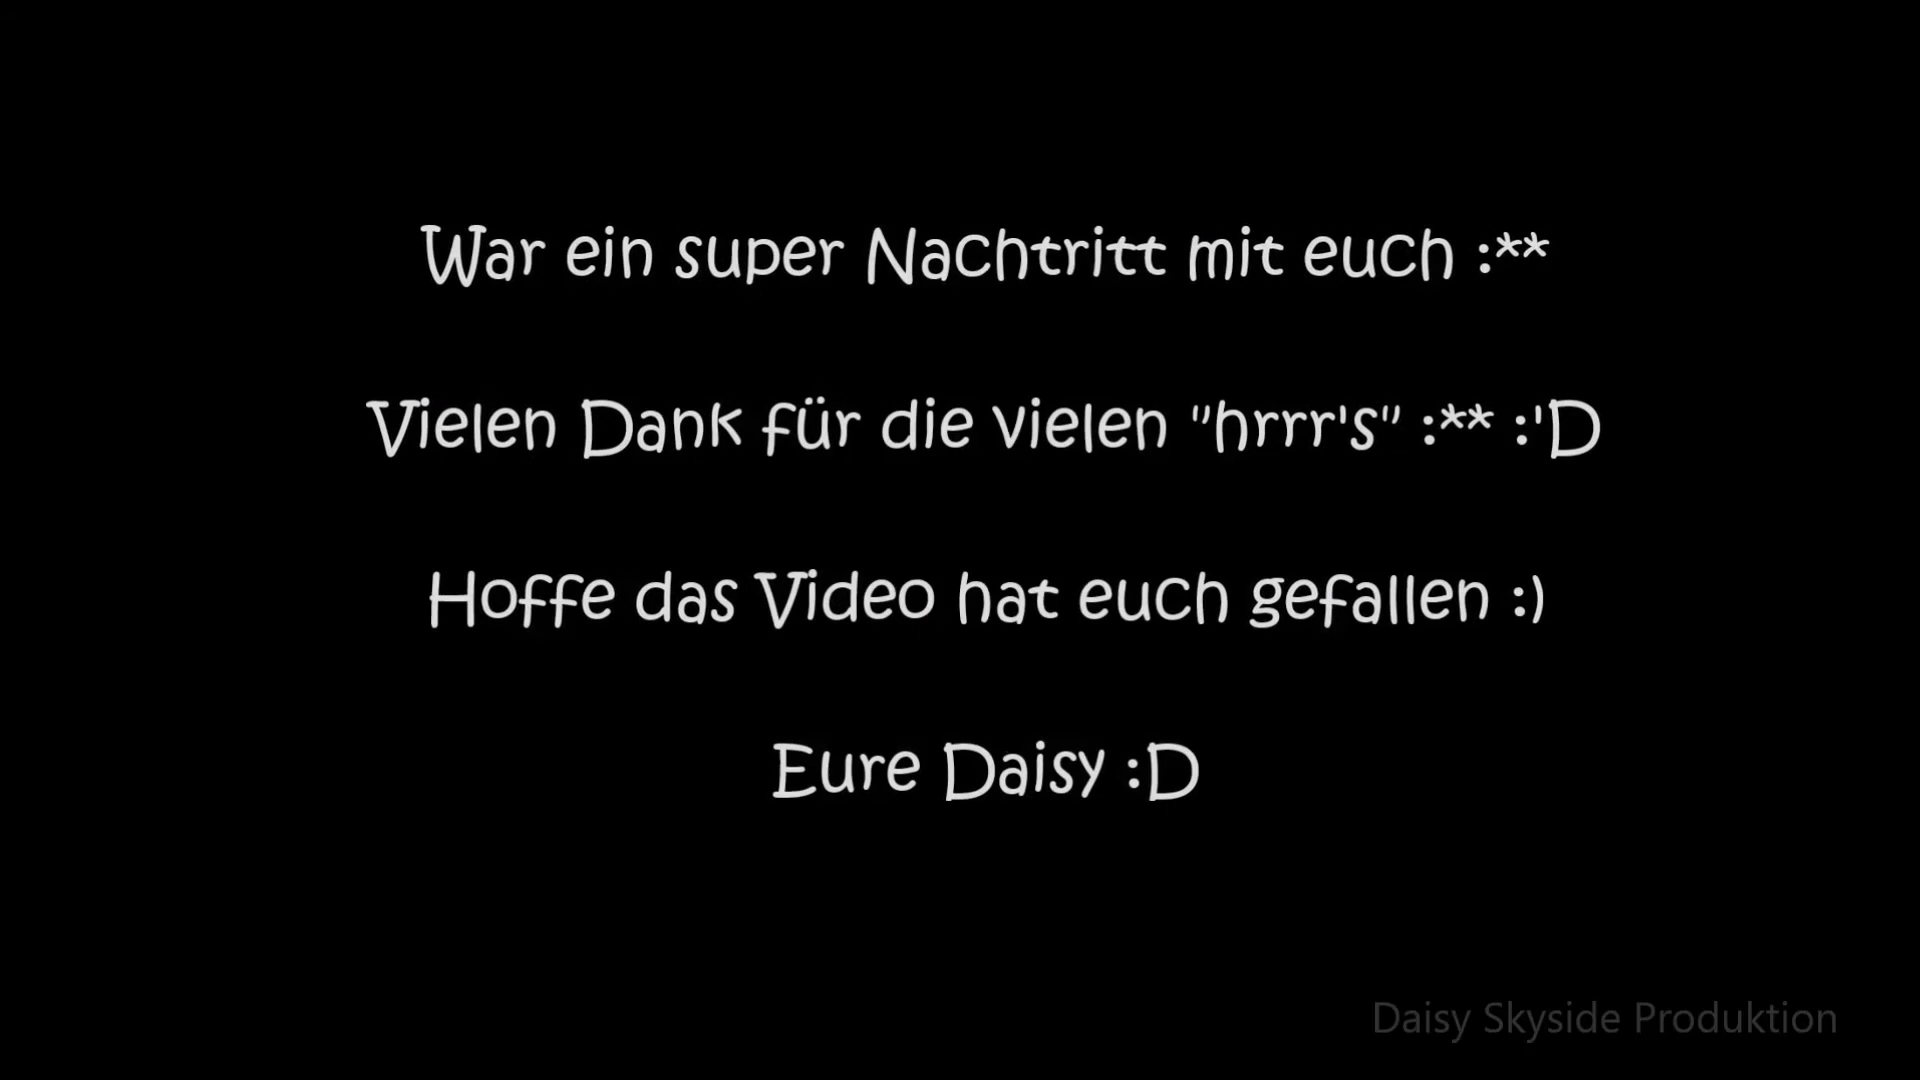 War ein super Nachtritt mit euch :**
Vielen Dank für die vielen "hrrr's" :** :'D
Hoffe das Video hat euch gefallen :)
Eure Daisy :D
Daisy Skyside Produktion